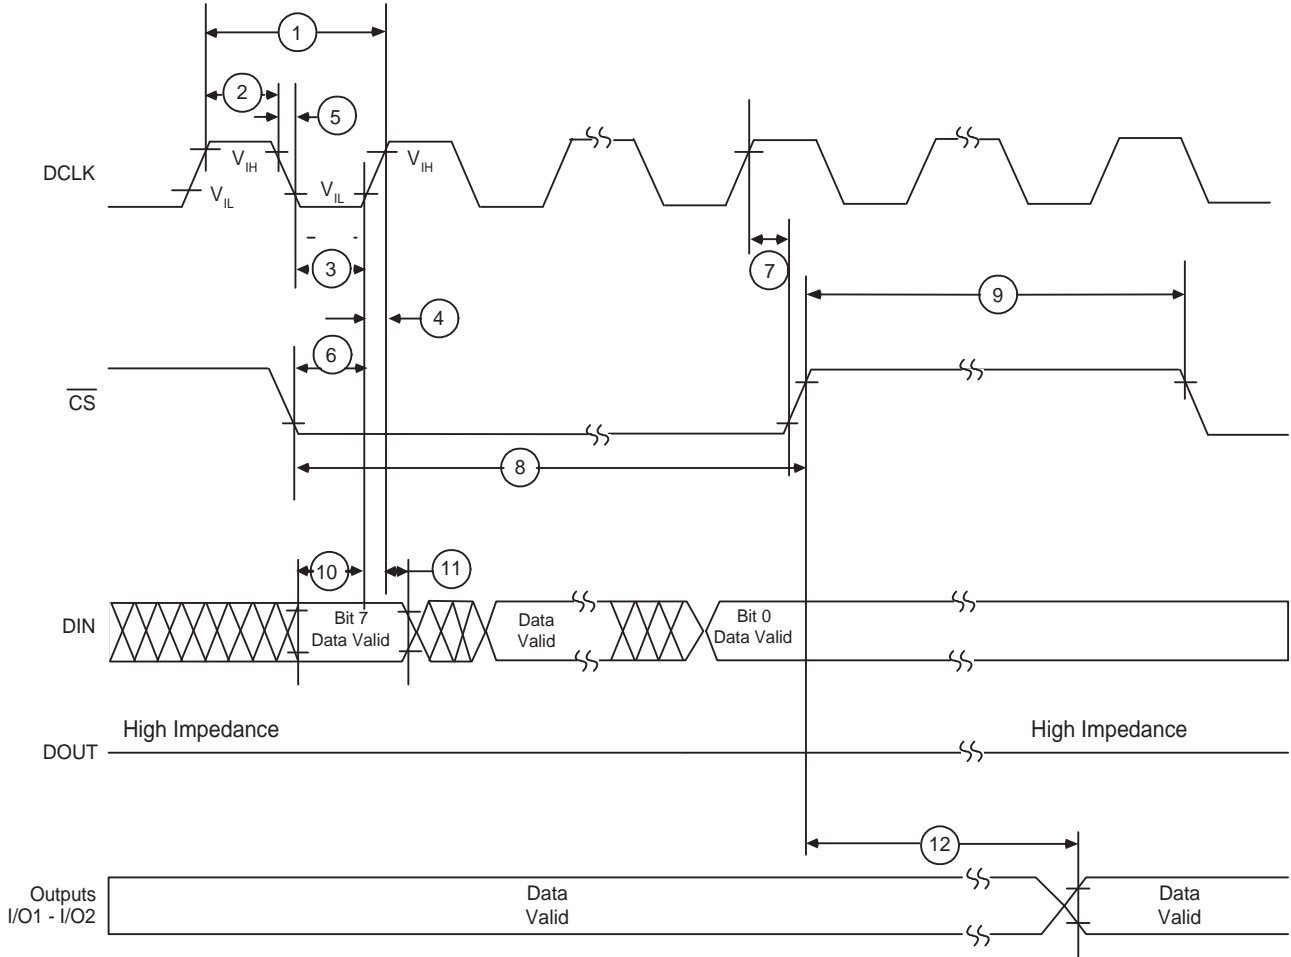 1
2
5
DCLK
V_IH
V_IL
V_IL
V_IH
3
7
4
9
6
CS
8
10
11
DIN
Bit 7
Data Valid
Data
Valid
Bit 0
Data Valid
High Impedance
High Impedance
DOUT
12
Outputs
I/O1 - I/O2
Data
Valid
Data
Valid